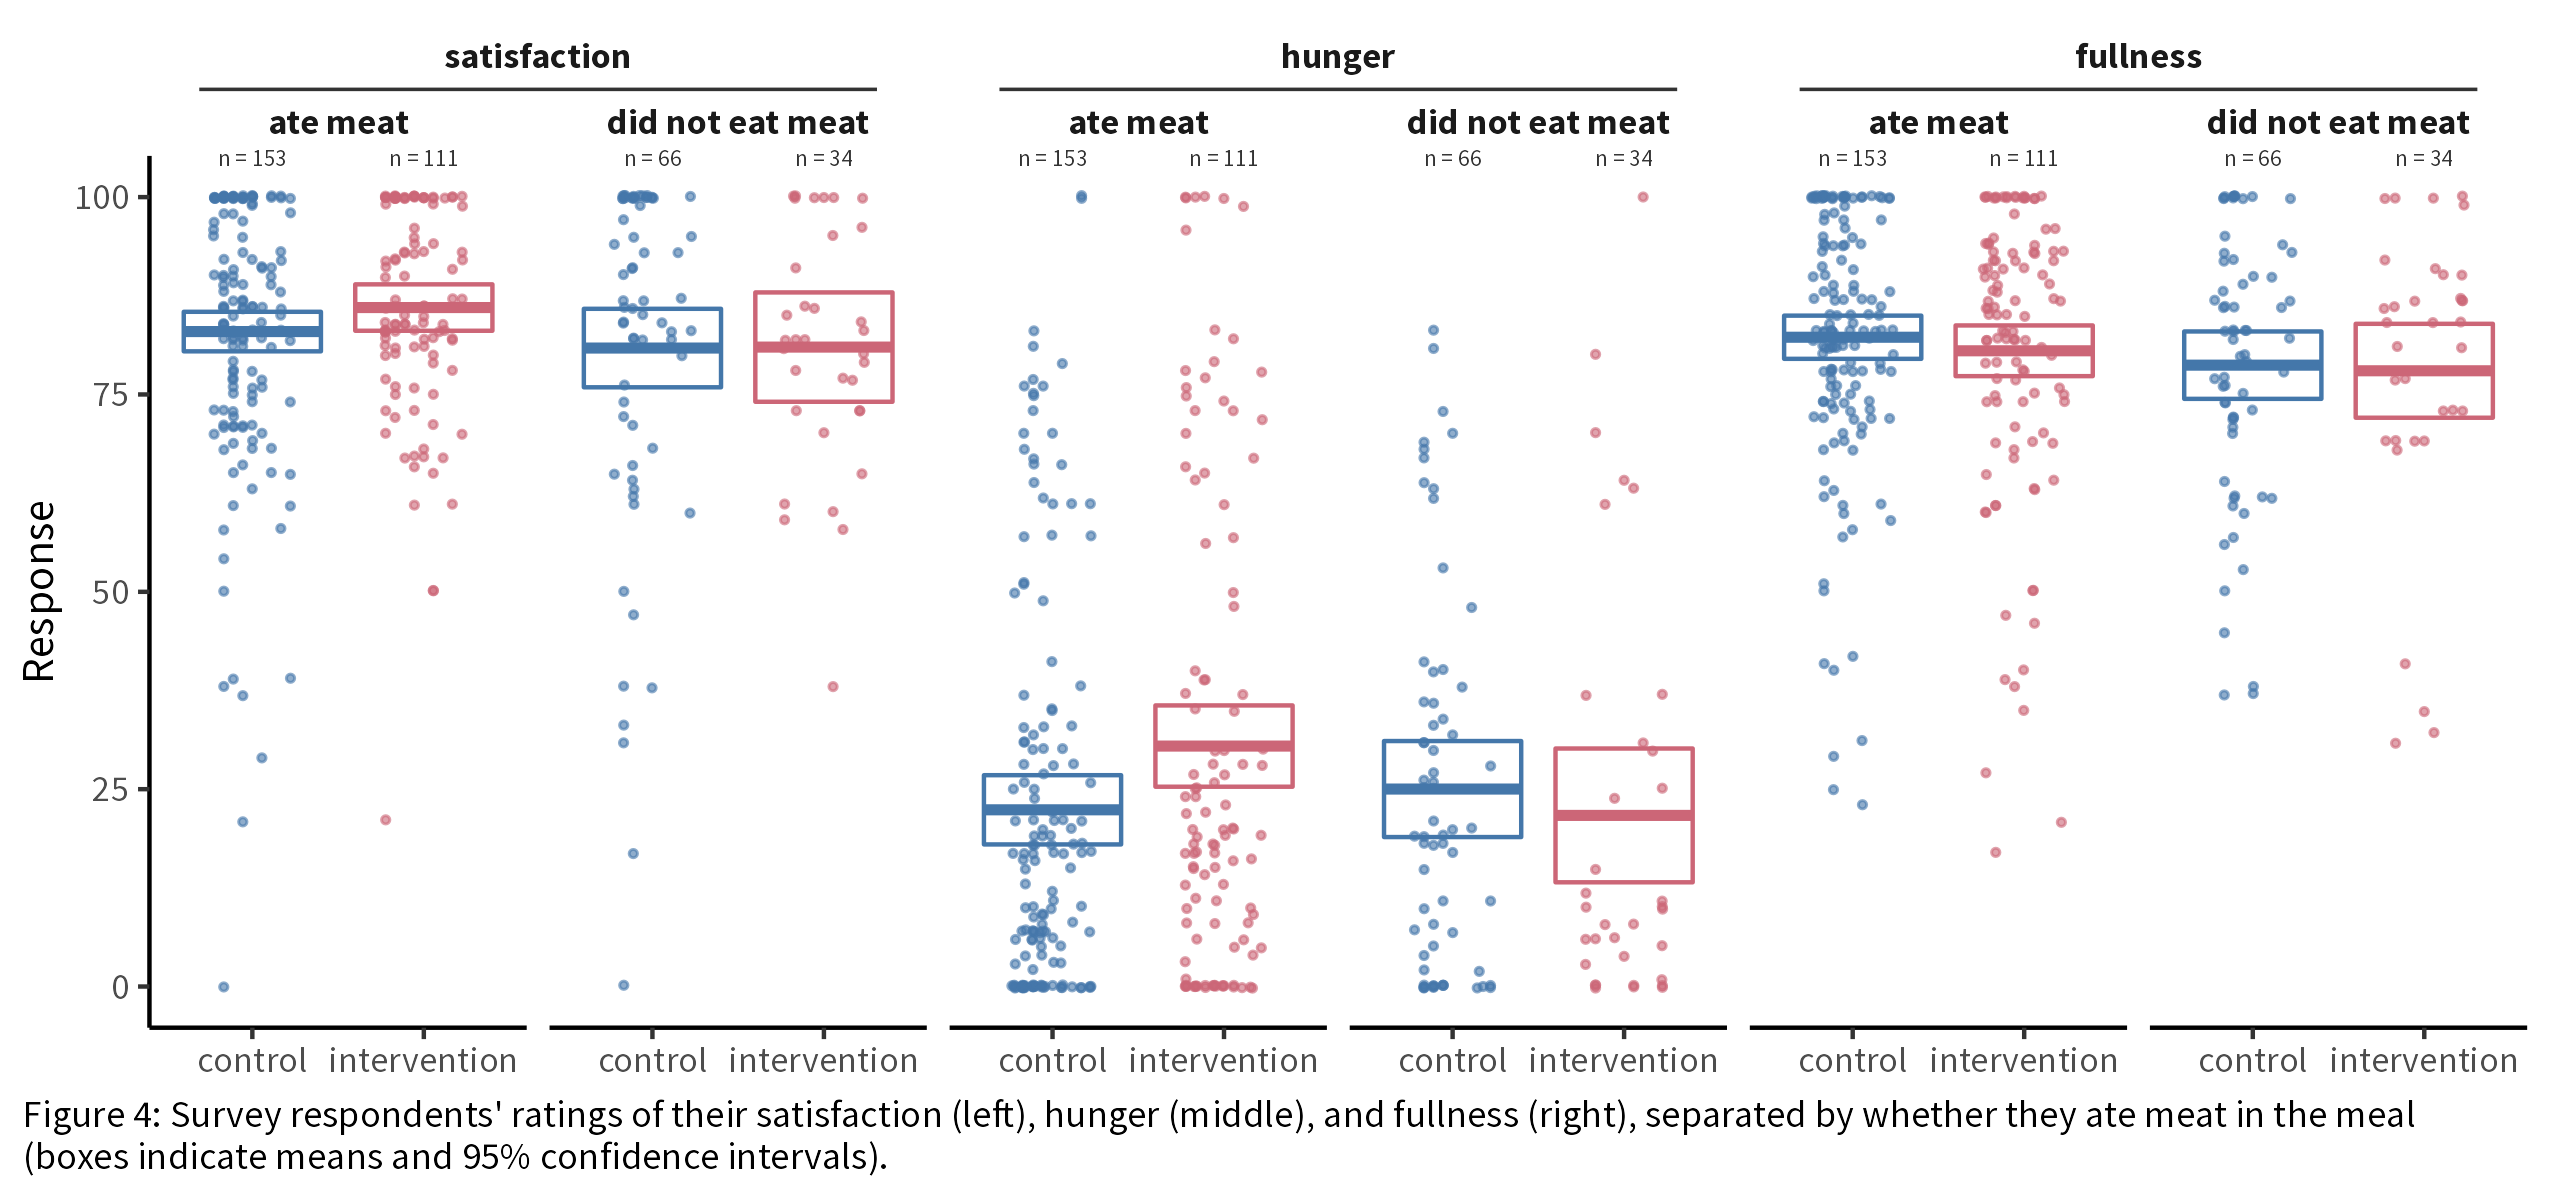 satisfaction hunger fullness
ate meat did not eat meat ate meat did not eat meat ate meat did not eat meat
n = 153 n = 111 n = 66 n = 34 n = 153 n = 111 n = 66 n = 34 n = 153 n = 111 n = 66 n = 34
100
75
50
25
0
Response
control intervention control intervention control intervention control intervention control intervention control intervention
Figure 4: Survey respondents' ratings of their satisfaction (left), hunger (middle), and fullness (right), separated by whether they ate meat in the meal
(boxes indicate means and 95% confidence intervals).